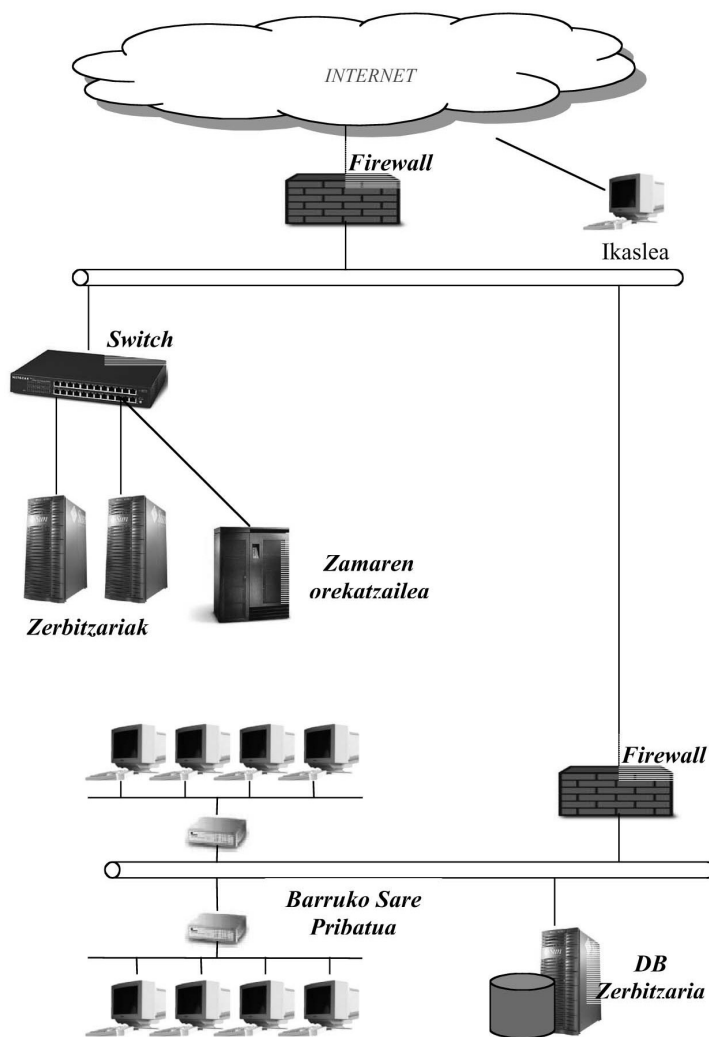 INTERNET
Firewall
Ikaslea
Switch
Zamaren
orekatzailea
Zerbitzariak
Firewall
Barruko Sare
Pribatua
DB
Zerbitzaria